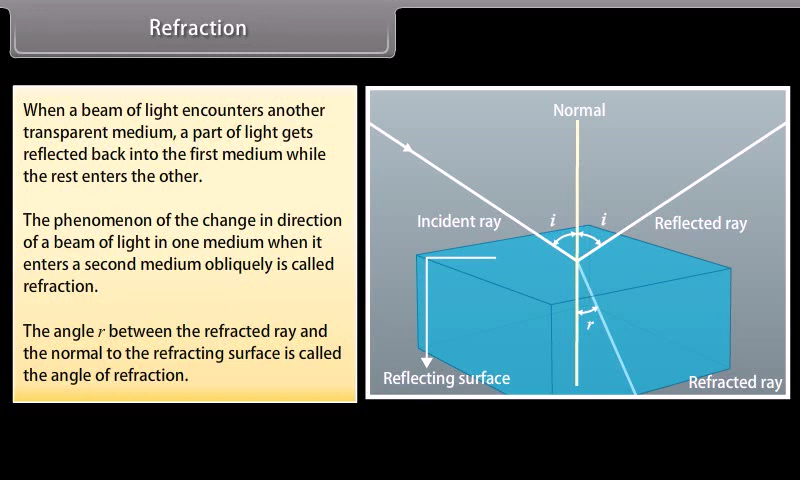 Refraction
When a beam of light encounters another
transparent medium, a part of light gets
reflected back into the first medium while
the rest enters the other.
The phenomenon of the change in direction
of a beam of light in one medium when it
enters a second medium obliquely is called
refraction.
The angle r between the refracted ray and
the normal to the refracting surface is called
the angle of refraction.
Normal
i i
Incident ray
Reflected ray
r
Reflecting surface
Refracted ray